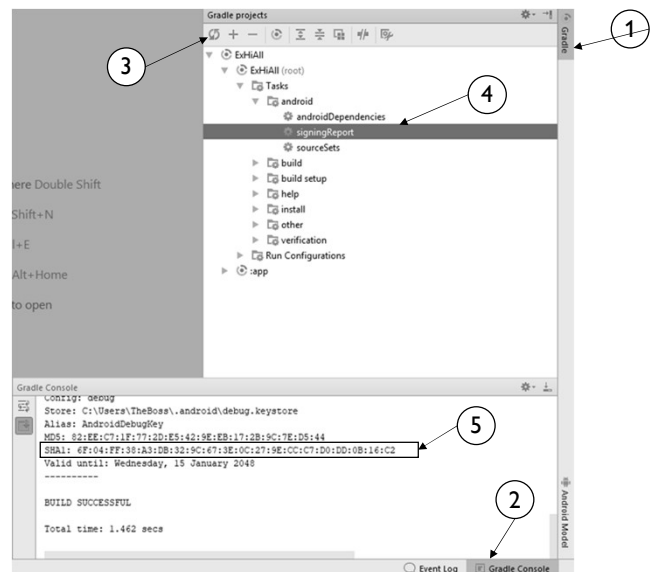 Gradle projects
1
Gradle
3
ExHiAll
ExHiAll (root)
Tasks
android
4
androidDependencies
signingReport
sourceSets
build
build setup
help
install
other
verification
Run Configurations
:app
here Double Shift
Shift+N
l+E
Alt+Home
to open
Gradle Console
Config: debug
Store: C:\Users\TheBoss\.android\debug.keystore
Alias: AndroidDebugKey
MD5: 82:EE:C7:1F:77:2D:E5:42:9E:EB:17:2B:9C:7E:D5:44
SHA1: 6F:04:FF:38:A3:DB:32:9C:67:3E:0C:27:9E:CC:C7:D0:DD:0B:16:C2
Valid until: Wednesday, 15 January 2048
----------
5
BUILD SUCCESSFUL
Total time: 1.462 secs
2
Android Model
Event Log
Gradle Console